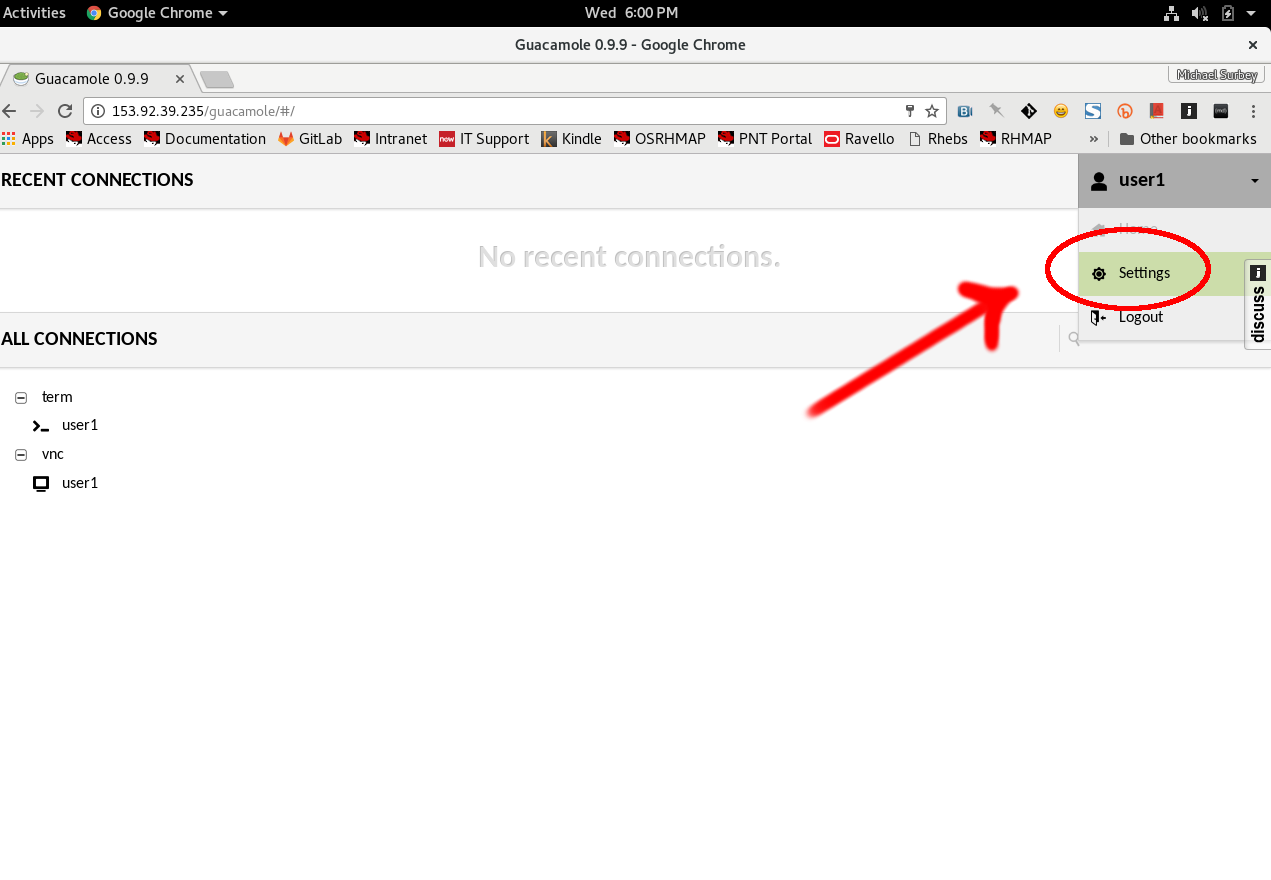 Activities Google Chrome Wed 6:00 PM
Guacamole 0.9.9 - Google Chrome
Guacamole 0.9.9 Michael Surbey
153.92.39.235/guacamole/#/
Apps Access Documentation GitLab Intranet IT Support Kindle OSRHMAP PNT Portal Ravello Rhebs RHMAP » Other bookmarks
RECENT CONNECTIONS user1
Home
No recent connections.
Settings
discuss
Logout
ALL CONNECTIONS
term
user1
vnc
user1